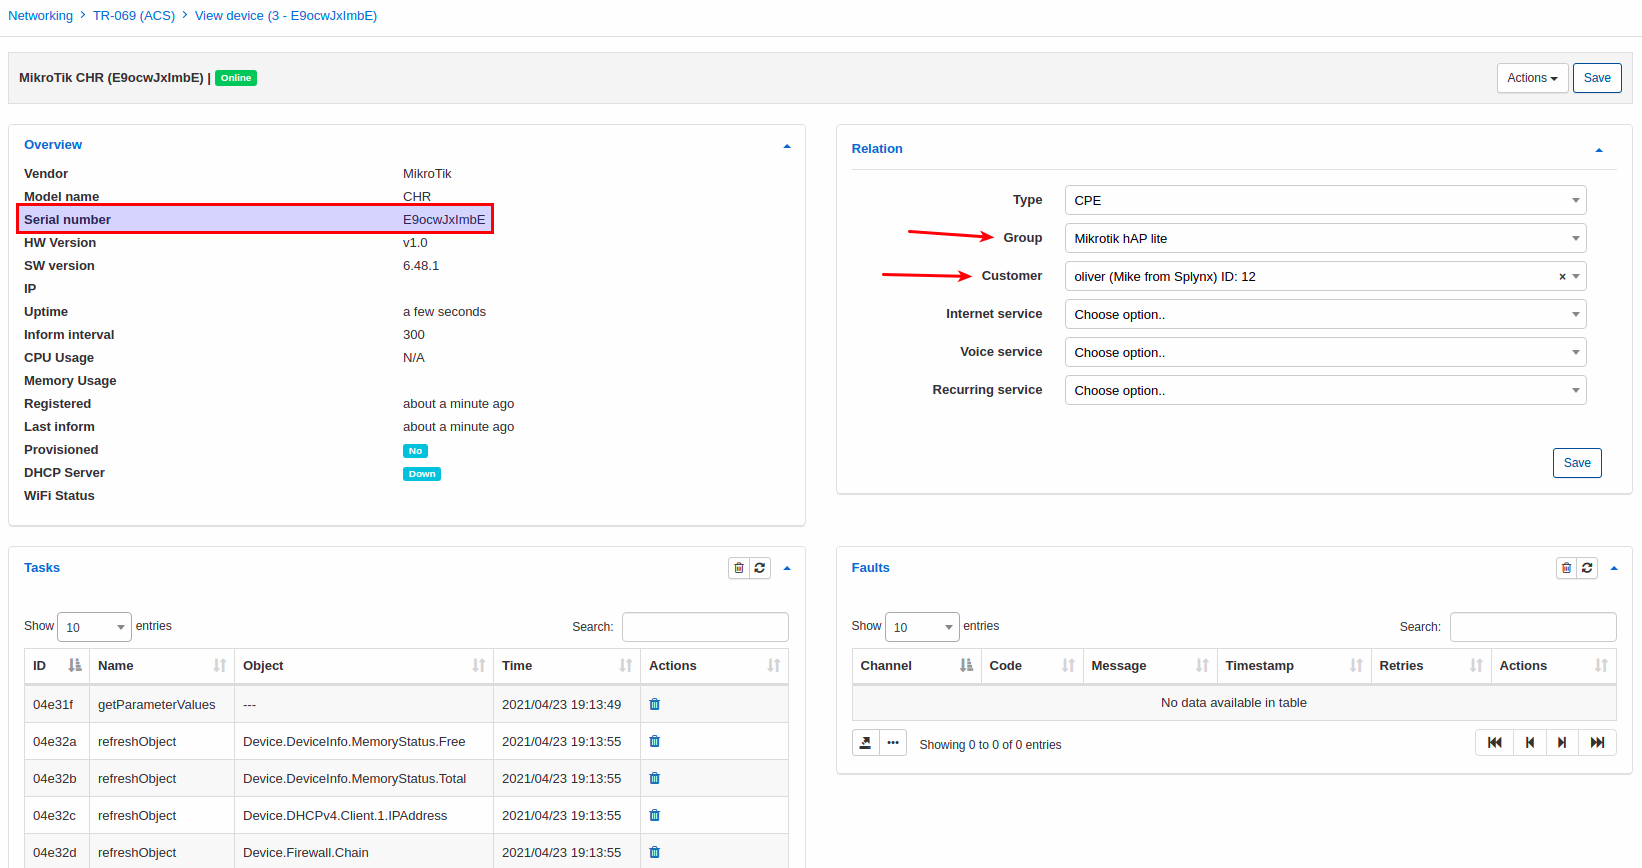 Networking > TR-069 (ACS) > View device (3 - E9ocwJxImbE)
MikroTik CHR (E9ocwJxImbE) | Online
Actions
Save
Overview
Vendor MikroTik
Model name CHR
Serial number E9ocwJxImbE
HW Version v1.0
SW version 6.48.1
IP
Uptime a few seconds
Inform interval 300
CPU Usage N/A
Memory Usage
Registered about a minute ago
Last inform about a minute ago
Provisioned No
DHCP Server Down
WiFi Status
Relation
Type CPE
Group Mikrotik hAP lite
Customer oliver (Mike from Splynx) ID: 12 ×
Internet service Choose option..
Voice service Choose option..
Recurring service Choose option..
Save
Tasks
Show 10 entries Search:
ID Name Object Time Actions
04e31f getParameterValues --- 2021/04/23 19:13:49
04e32a refreshObject Device.DeviceInfo.MemoryStatus.Free 2021/04/23 19:13:55
04e32b refreshObject Device.DeviceInfo.MemoryStatus.Total 2021/04/23 19:13:55
04e32c refreshObject Device.DHCPv4.Client.1.IPAddress 2021/04/23 19:13:55
04e32d refreshObject Device.Firewall.Chain 2021/04/23 19:13:55
Faults
Show 10 entries Search:
Channel Code Message Timestamp Retries Actions
No data available in table
Showing 0 to 0 of 0 entries